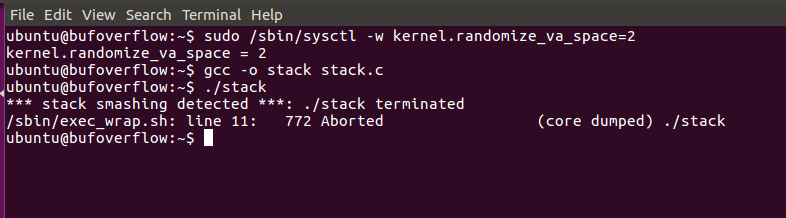 File Edit View Search Terminal Help
ubuntu@bufoverflow:~$ sudo /sbin/sysctl -w kernel.randomize_va_space=2
kernel.randomize_va_space = 2
ubuntu@bufoverflow:~$ gcc -o stack stack.c
ubuntu@bufoverflow:~$ ./stack
*** stack smashing detected ***: ./stack terminated
/sbin/exec_wrap.sh: line 11:   772 Aborted                 (core dumped) ./stack
ubuntu@bufoverflow:~$